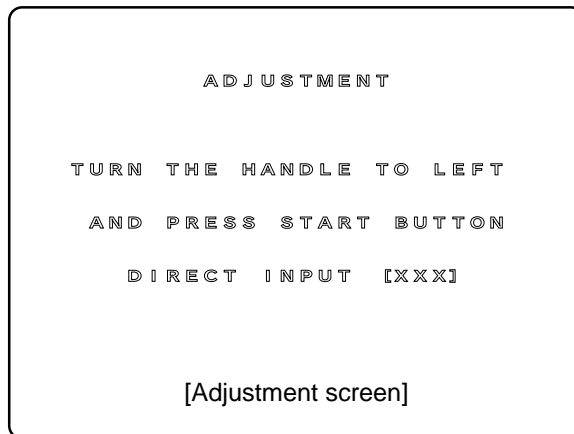 ADJUSTMENT
TURN THE HANDLE TO LEFT
AND PRESS START BUTTON
DIRECT INPUT [XXX]
[Adjustment screen]